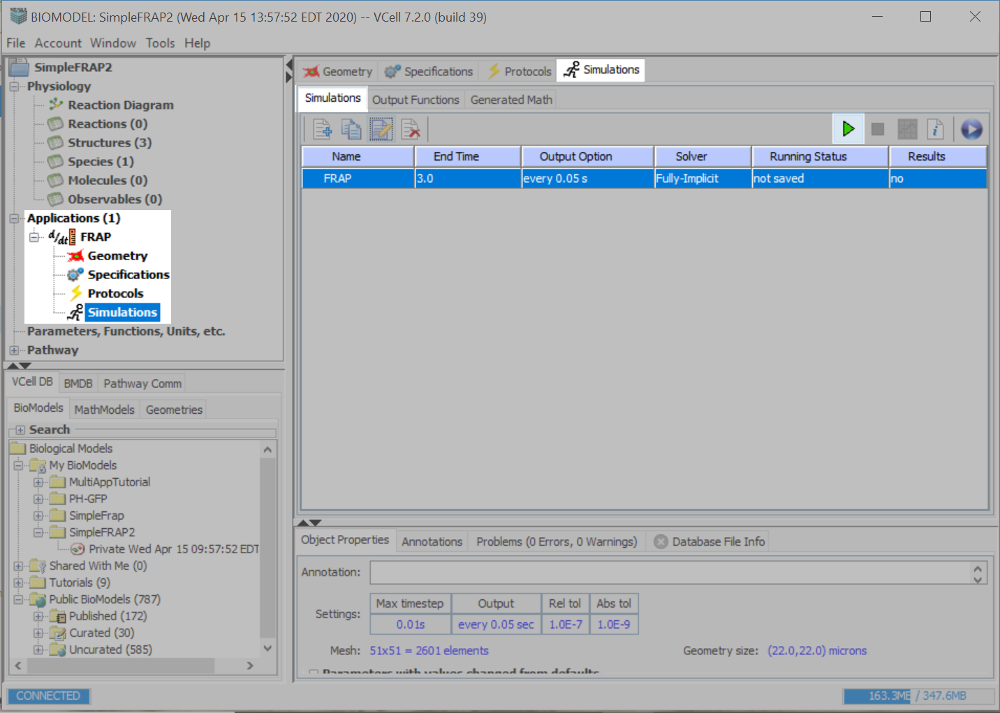 BIOMODEL: SimpleFRAP2 (Wed Apr 15 13:57:52 EDT 2020) -- VCell 7.2.0 (build 39)
File Account Window Tools Help
SimpleFRAP2
Physiology
Reaction Diagram
Reactions (0)
Structures (3)
Species (1)
Molecules (0)
Observables (0)
Applications (1)
d/dt FRAP
Geometry
Specifications
Protocols
Simulations
Parameters, Functions, Units, etc.
Pathway
VCell DB BMDB Pathway Comm
BioModels MathModels Geometries
Search
Biological Models
My BioModels
MultiAppTutorial
PH-GFP
SimpleFrap
SimpleFRAP2
Private Wed Apr 15 09:57:52 EDT
Shared With Me (0)
Tutorials (9)
Public BioModels (787)
Published (172)
Curated (30)
Uncurated (585)
Geometry Specifications Protocols Simulations
Simulations Output Functions Generated Math
Name End Time Output Option Solver Running Status Results
FRAP 3.0 every 0.05 s Fully-Implicit not saved no
Object Properties Annotations Problems (0 Errors, 0 Warnings) Database File Info
Annotation:
Settings:
Max timestep Output Rel tol Abs tol
0.01s every 0.05 sec 1.0E-7 1.0E-9
Mesh: 51x51 = 2601 elements Geometry size: (22.0,22.0) microns
Parameters with values changed from defaults
CONNECTED 163.3MB / 347.6MB